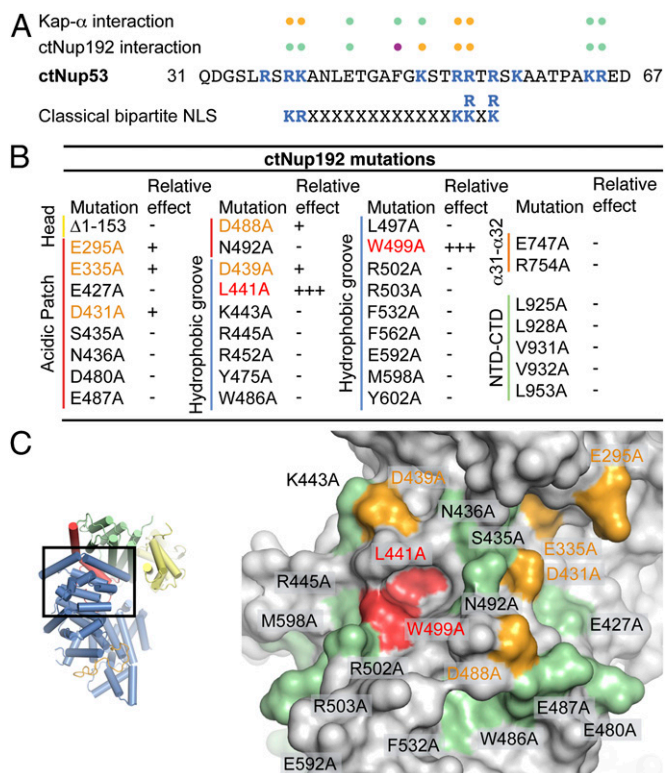 A
Kap-α interaction
ctNup192 interaction
ctNup53 31 QDGSLRSRKANLETGAFGKSTRRTRSKAATPAKRED 67
R R
Classical bipartite NLS KRXXXXXXXXXXXXKKXK
B
ctNup192 mutations
Mutation Relative effect Mutation Relative effect Mutation Relative effect Mutation Relative effect
Head
Δ1-153 -
Acidic Patch
E295A +
E335A +
E427A -
D431A +
S435A -
N436A -
D480A -
E487A -
D488A +
N492A -
Hydrophobic groove
D439A +
L441A +++
K443A -
R445A -
R452A -
Y475A -
W486A -
Hydrophobic groove
L497A -
W499A +++
R502A -
R503A -
F532A -
F562A -
E592A -
M598A -
Y602A -
α31-α32
E747A -
R754A -
NTD-CTD
L925A -
L928A -
V931A -
V932A -
L953A -
C
E295A
K443A
D439A
N436A
S435A
E335A
L441A
D431A
R445A
N492A
M598A
W499A
E427A
R502A
D488A
R503A
E487A
E480A
F532A
W486A
E592A